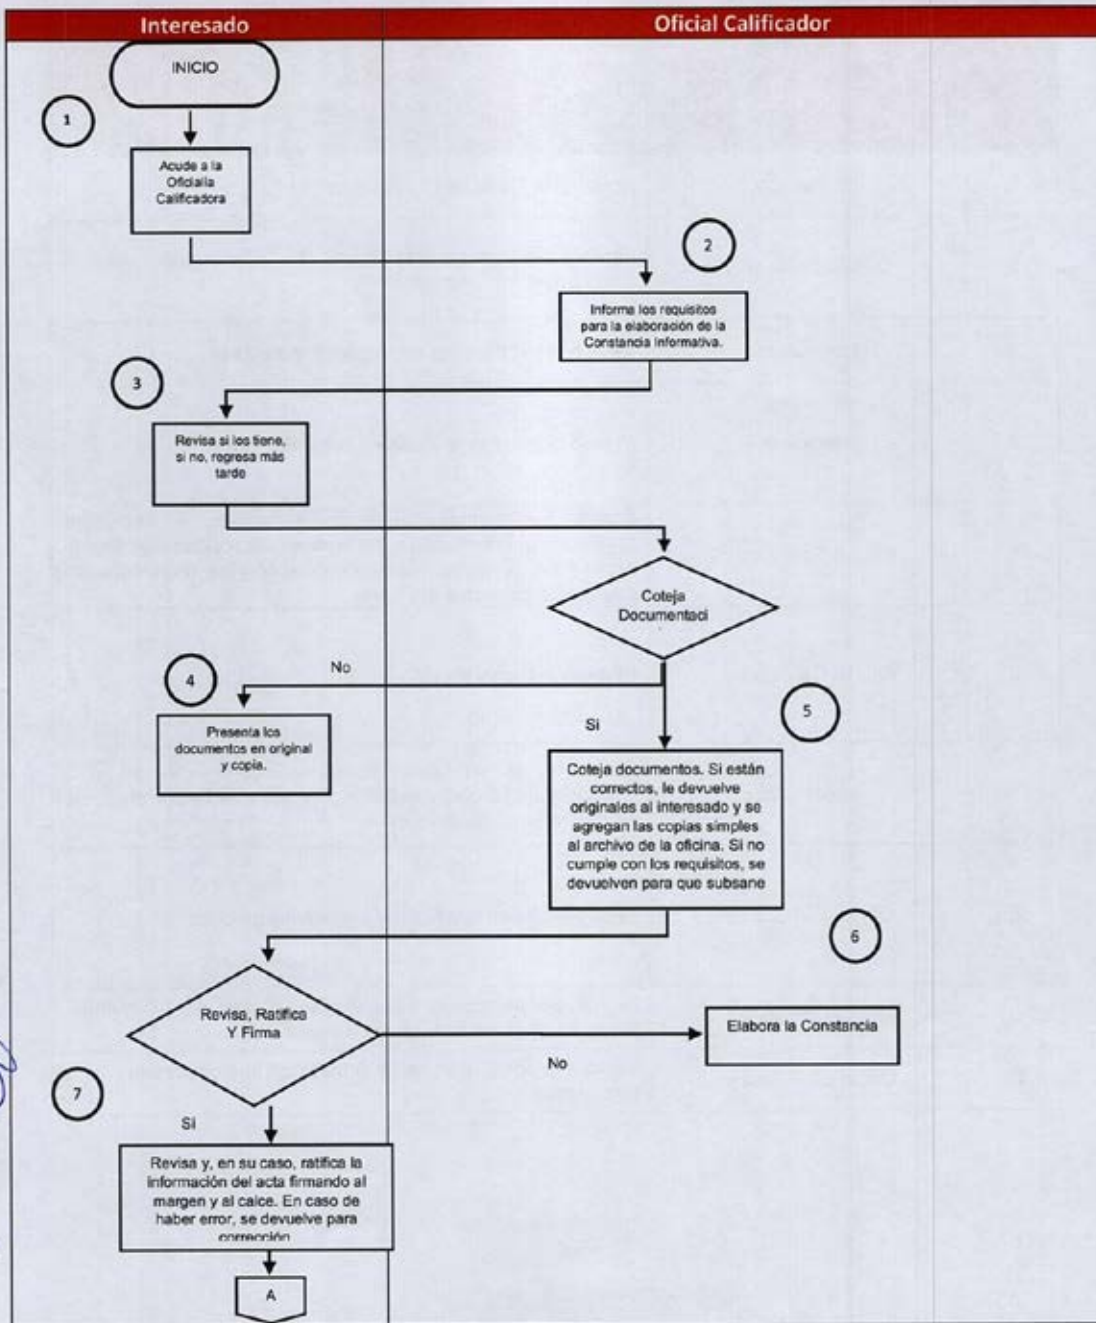 Interesado
Oficial Calificador
INICIO
1
Acude a la
Oficialía
Calificadora
2
Informa los requisitos
para la elaboración de la
Constancia Informativa.
3
Revisa si los tiene,
si no, regresa más
tarde
Coteja
Documentaci
No
4
Presenta los
documentos en original
y copia.
Si
5
Coteja documentos. Si están
correctos, le devuelve
originales al interesado y se
agregan las copias simples
al archivo de la oficina. Si no
cumple con los requisitos, se
devuelven para que subsane
6
Revisa, Ratifica
Y Firma
Elabora la Constancia
No
7
Si
Revisa y, en su caso, ratifica la
información del acta firmando al
margen y al calce. En caso de
haber error, se devuelve para
corrección
A